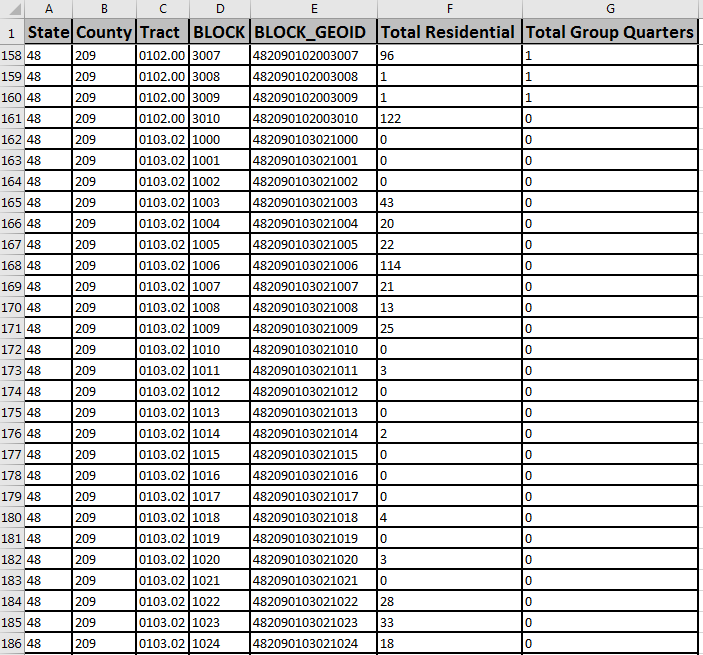 A B C D E F G
1 State County Tract BLOCK BLOCK_GEOID Total Residential Total Group Quarters
158 48 209 0102.00 3007 482090102003007 96 1
159 48 209 0102.00 3008 482090102003008 1 1
160 48 209 0102.00 3009 482090102003009 1 1
161 48 209 0102.00 3010 482090102003010 122 0
162 48 209 0103.02 1000 482090103021000 0 0
163 48 209 0103.02 1001 482090103021001 0 0
164 48 209 0103.02 1002 482090103021002 0 0
165 48 209 0103.02 1003 482090103021003 43 0
166 48 209 0103.02 1004 482090103021004 20 0
167 48 209 0103.02 1005 482090103021005 22 0
168 48 209 0103.02 1006 482090103021006 114 0
169 48 209 0103.02 1007 482090103021007 21 0
170 48 209 0103.02 1008 482090103021008 13 0
171 48 209 0103.02 1009 482090103021009 25 0
172 48 209 0103.02 1010 482090103021010 0 0
173 48 209 0103.02 1011 482090103021011 3 0
174 48 209 0103.02 1012 482090103021012 0 0
175 48 209 0103.02 1013 482090103021013 0 0
176 48 209 0103.02 1014 482090103021014 2 0
177 48 209 0103.02 1015 482090103021015 0 0
178 48 209 0103.02 1016 482090103021016 0 0
179 48 209 0103.02 1017 482090103021017 0 0
180 48 209 0103.02 1018 482090103021018 4 0
181 48 209 0103.02 1019 482090103021019 0 0
182 48 209 0103.02 1020 482090103021020 3 0
183 48 209 0103.02 1021 482090103021021 0 0
184 48 209 0103.02 1022 482090103021022 28 0
185 48 209 0103.02 1023 482090103021023 33 0
186 48 209 0103.02 1024 482090103021024 18 0